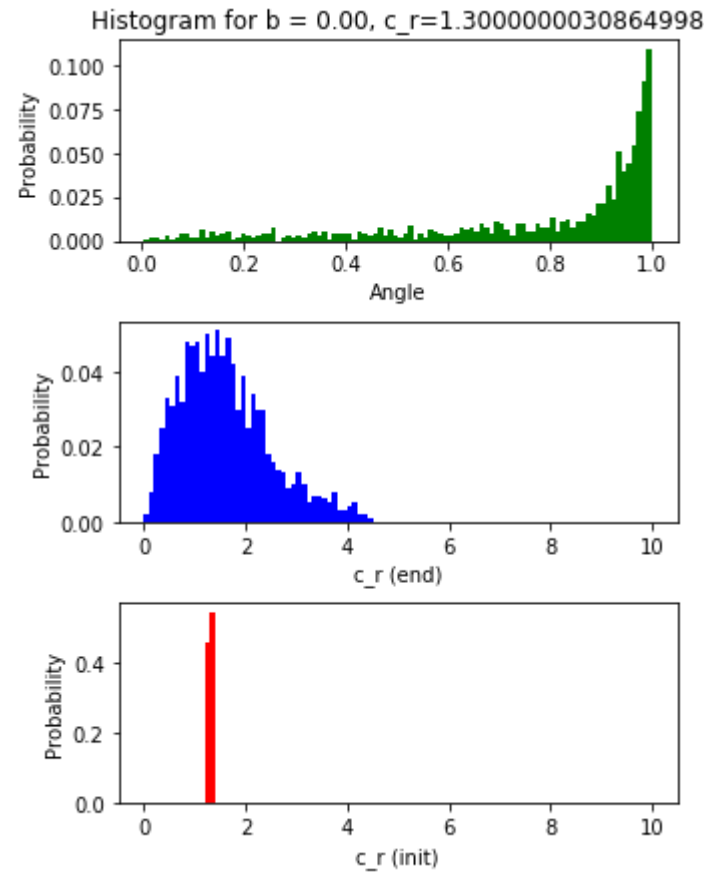 Histogram for b = 0.00, c_r=1.3000000030864998
0.100
0.075
0.050
0.025
0.000
Probability
0.0 0.2 0.4 0.6 0.8 1.0
Angle
0.04
0.02
0.00
Probability
0 2 4 6 8 10
c_r (end)
0.4
0.2
0.0
Probability
0 2 4 6 8 10
c_r (init)